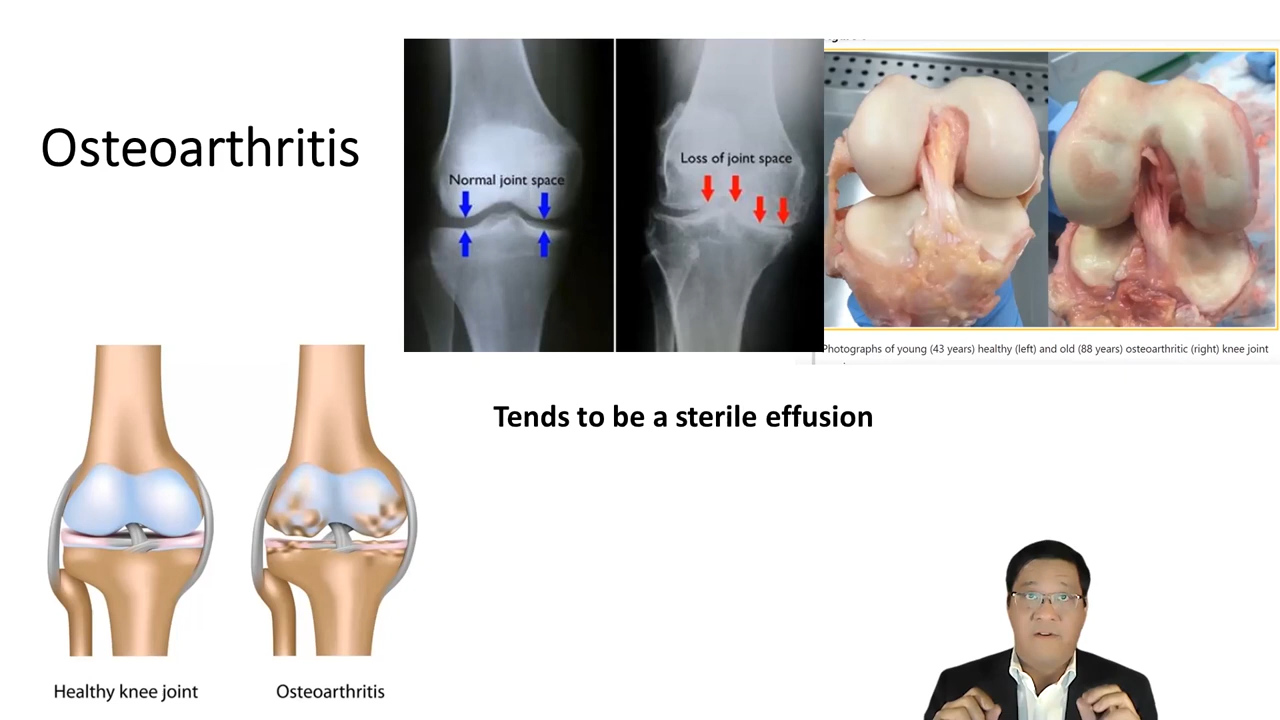 Osteoarthritis
Normal joint space
Loss of joint space
Photographs of young (43 years) healthy (left) and old (88 years) osteoarthritic (right) knee joint
Tends to be a sterile effusion
Healthy knee joint
Osteoarthritis